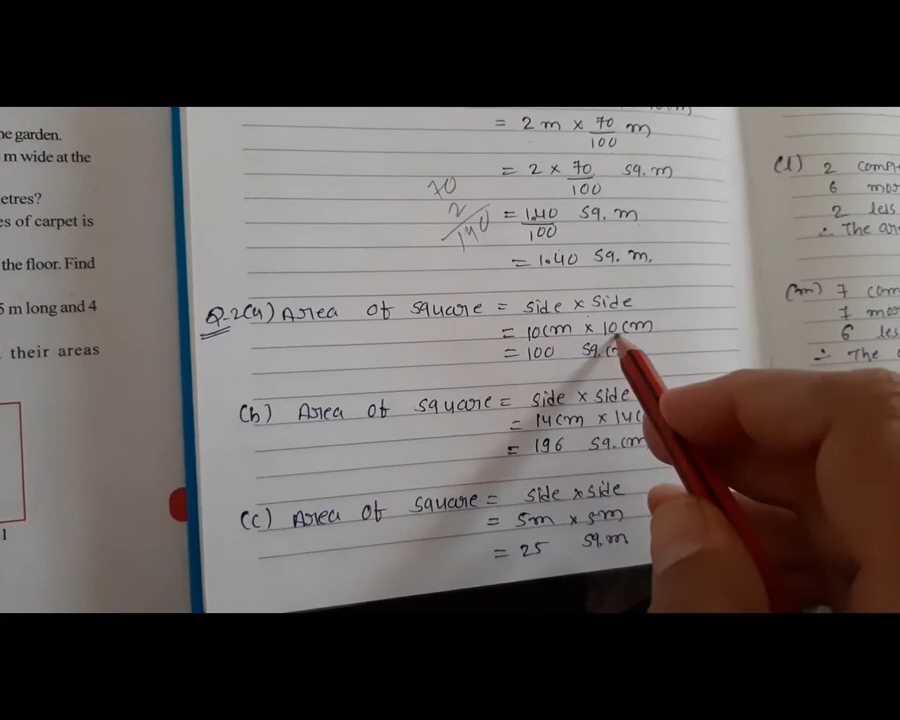 he garden.
m wide at the
etres?
es of carpet is
the floor. Find
5 m long and 4
their areas
1
= 2 m × 70/100 m
= 2 × 70/100 sq. m
70
2
140
= 140/100 sq. m
= 1.40 sq. m.
Q.2(a) Area of square = side × side
= 10cm × 10cm
= 100 sq.cm
(b) Area of square = side × side
= 14cm × 14c
= 196 sq.cm
(c) Area of square = side × side
= 5m × 5m
= 25 sq.m
(l) 2 comp
6 mor
2 less
∴ The are
(m) 7 com
7 mor
6 les
∴ The